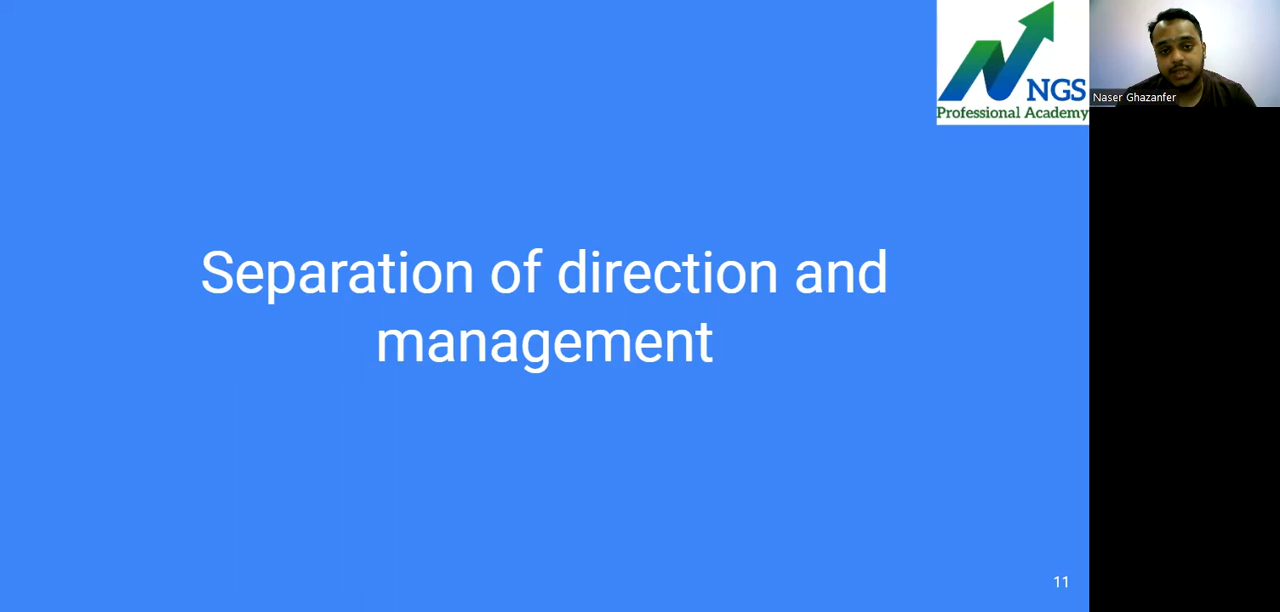 NGS
Professional Academy
Naser Ghazanfer
Separation of direction and
management
11